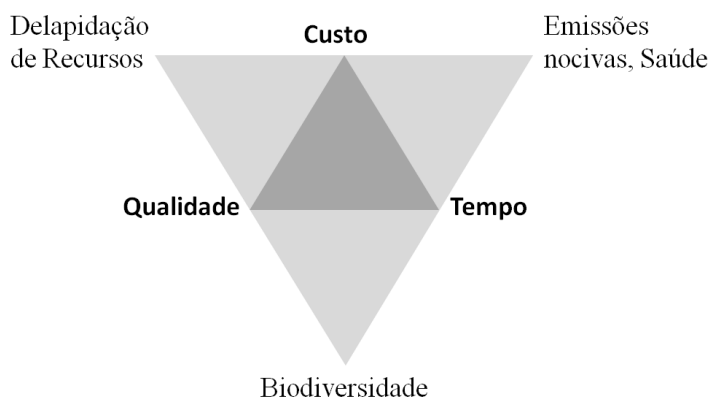 Delapidação
de Recursos
Custo
Emissões
nocivas, Saúde
Qualidade
Tempo
Biodiversidade